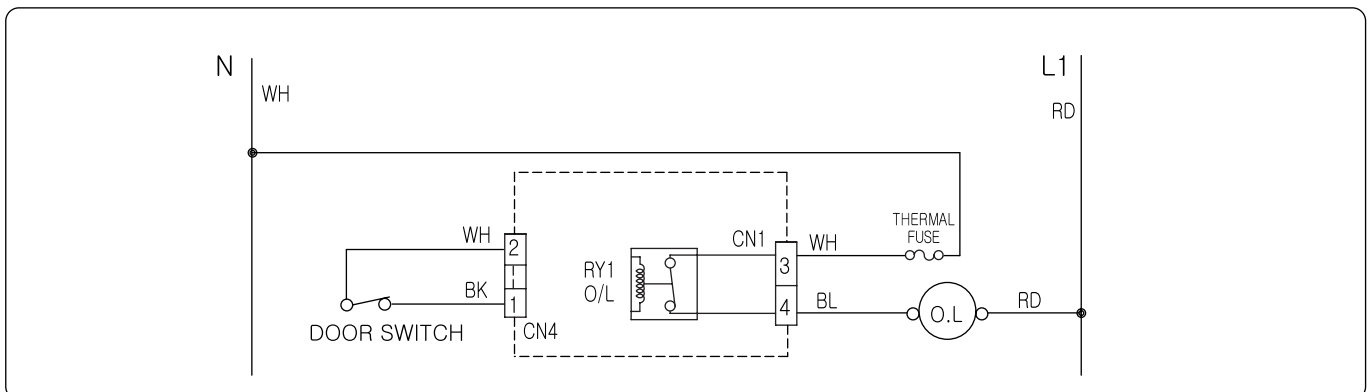 N
WH
L1
RD
THERMAL
FUSE
WH
2
CN1
WH
3
RY1
O/L
BK
1
4
BL
O.L
RD
DOOR SWITCH
CN4